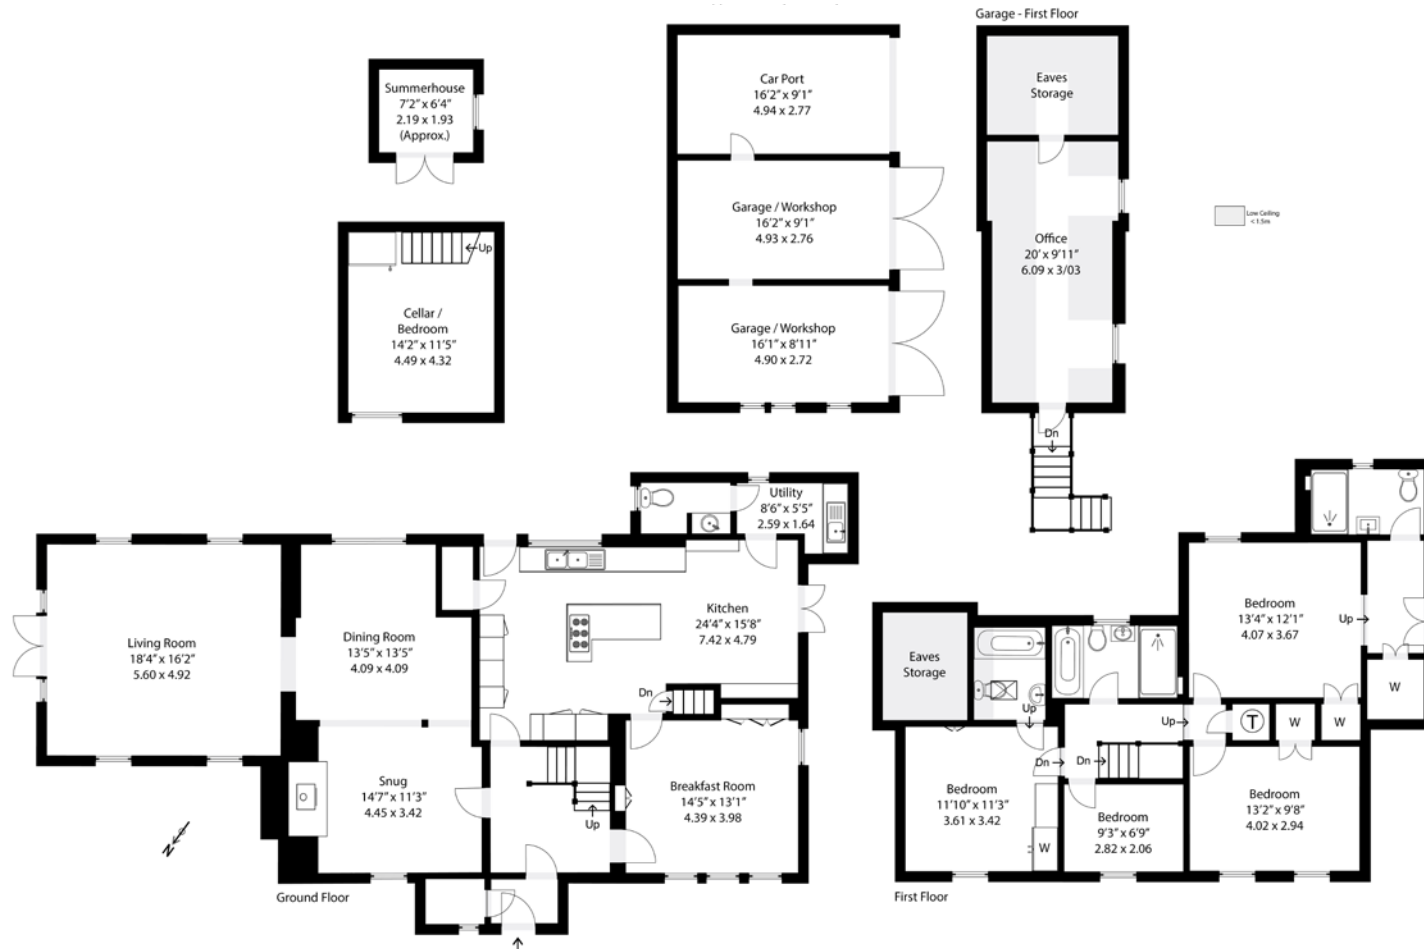 Garage - First Floor
Summerhouse
7'2" x 6'4"
2.19 x 1.93
(Approx.)
Car Port
16'2" x 9'1"
4.94 x 2.77
Eaves
Storage
Garage / Workshop
16'2" x 9'1"
4.93 x 2.76
Office
20' x 9'11"
6.09 x 3/03
Low Ceiling
< 1.5m
Up
Cellar /
Bedroom
14'2" x 11'5"
4.49 x 4.32
Garage / Workshop
16'1" x 8'11"
4.90 x 2.72
Dn
Utility
8'6" x 5'5"
2.59 x 1.64
Living Room
18'4" x 16'2"
5.60 x 4.92
Dining Room
13'5" x 13'5"
4.09 x 4.09
Kitchen
24'4" x 15'8"
7.42 x 4.79
Dn
Snug
14'7" x 11'3"
4.45 x 3.42
Up
Breakfast Room
14'5" x 13'1"
4.39 x 3.98
N
Ground Floor
Eaves
Storage
Bedroom
13'4" x 12'1"
4.07 x 3.67
Up
W
Up
Up
T
W
W
Dn
Dn
Bedroom
11'10" x 11'3"
3.61 x 3.42
W
Bedroom
9'3" x 6'9"
2.82 x 2.06
Bedroom
13'2" x 9'8"
4.02 x 2.94
First Floor